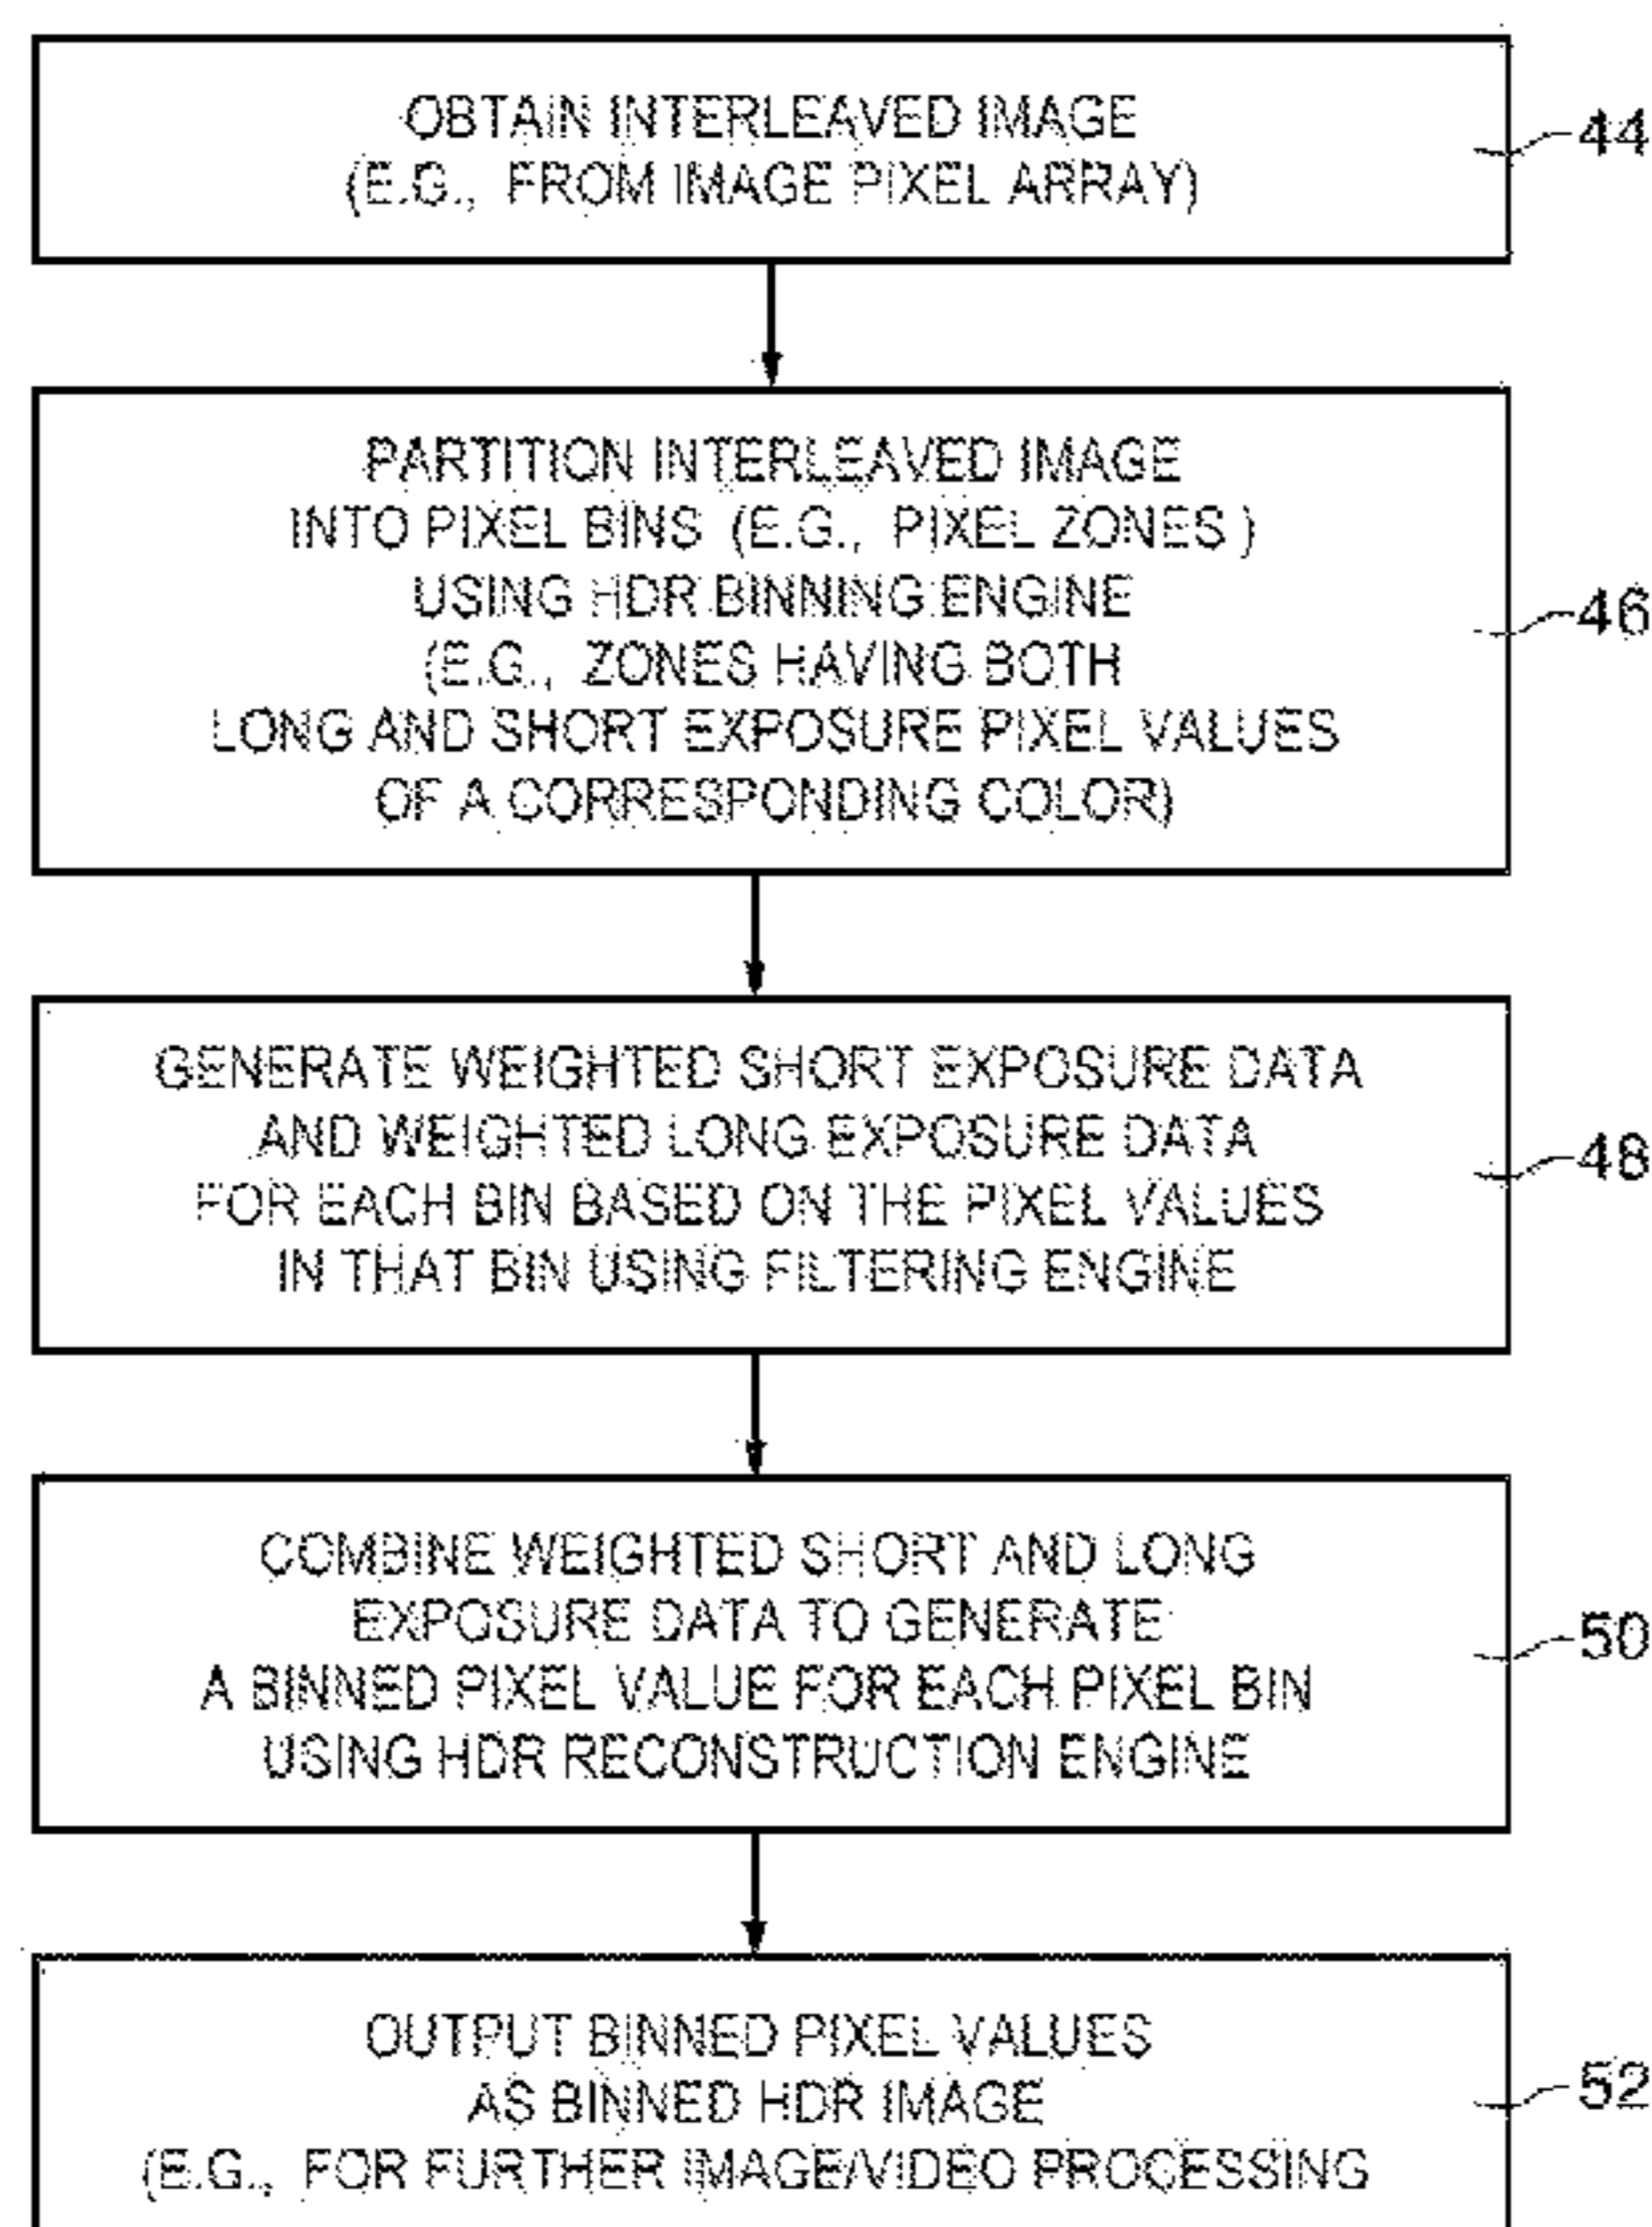 OBTAIN INTERLEAVED IMAGE
(E.G., FROM IMAGE PIXEL ARRAY)
44
PARTITION INTERLEAVED IMAGE
INTO PIXEL BINS (E.G., PIXEL ZONES )
USING HDR BINNING ENGINE
(E.G., ZONES HAVING BOTH
LONG AND SHORT EXPOSURE PIXEL VALUES
OF A CORRESPONDING COLOR)
46
GENERATE WEIGHTED SHORT EXPOSURE DATA
AND WEIGHTED LONG EXPOSURE DATA
FOR EACH BIN BASED ON THE PIXEL VALUES
IN THAT BIN USING FILTERING ENGINE
48
COMBINE WEIGHTED SHORT AND LONG
EXPOSURE DATA TO GENERATE
A BINNED PIXEL VALUE FOR EACH PIXEL BIN
USING HDR RECONSTRUCTION ENGINE
50
OUTPUT BINNED PIXEL VALUES
AS BINNED HDR IMAGE
(E.G., FOR FURTHER IMAGE/VIDEO PROCESSING
52